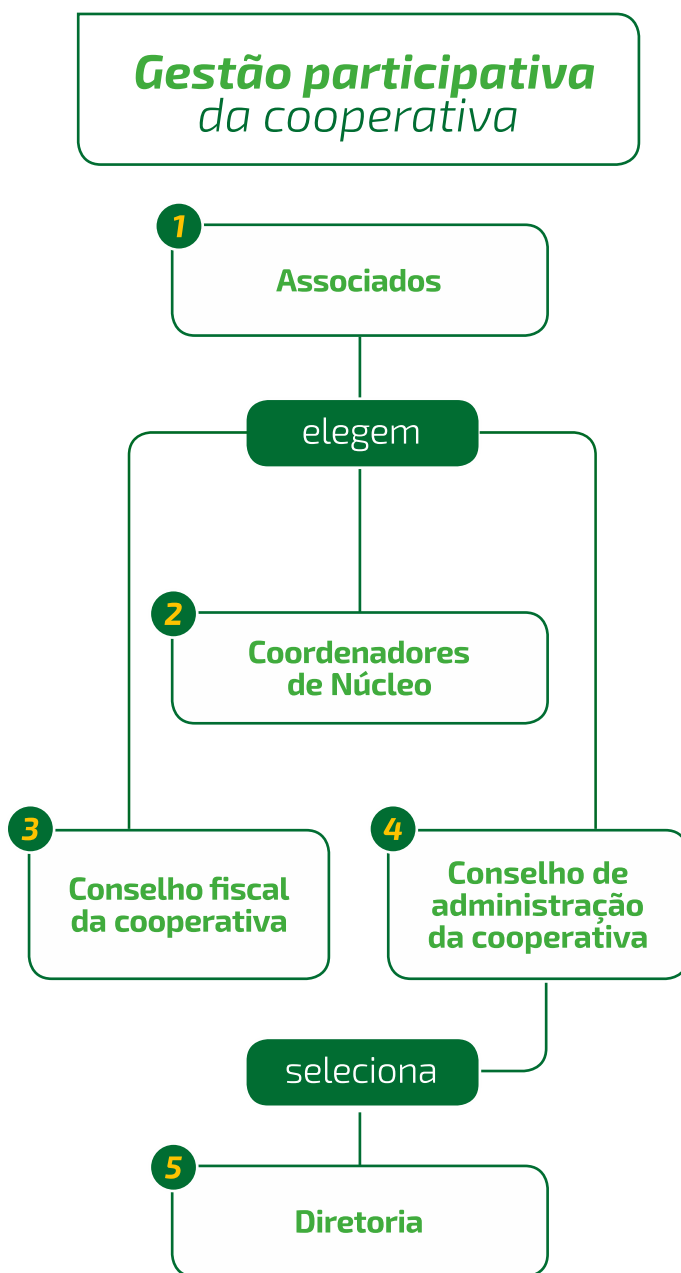 Gestão participativa
da cooperativa
1
Associados
elegem
2
Coordenadores
de Núcleo
3
Conselho fiscal
da cooperativa
4
Conselho de
administração
da cooperativa
seleciona
5
Diretoria